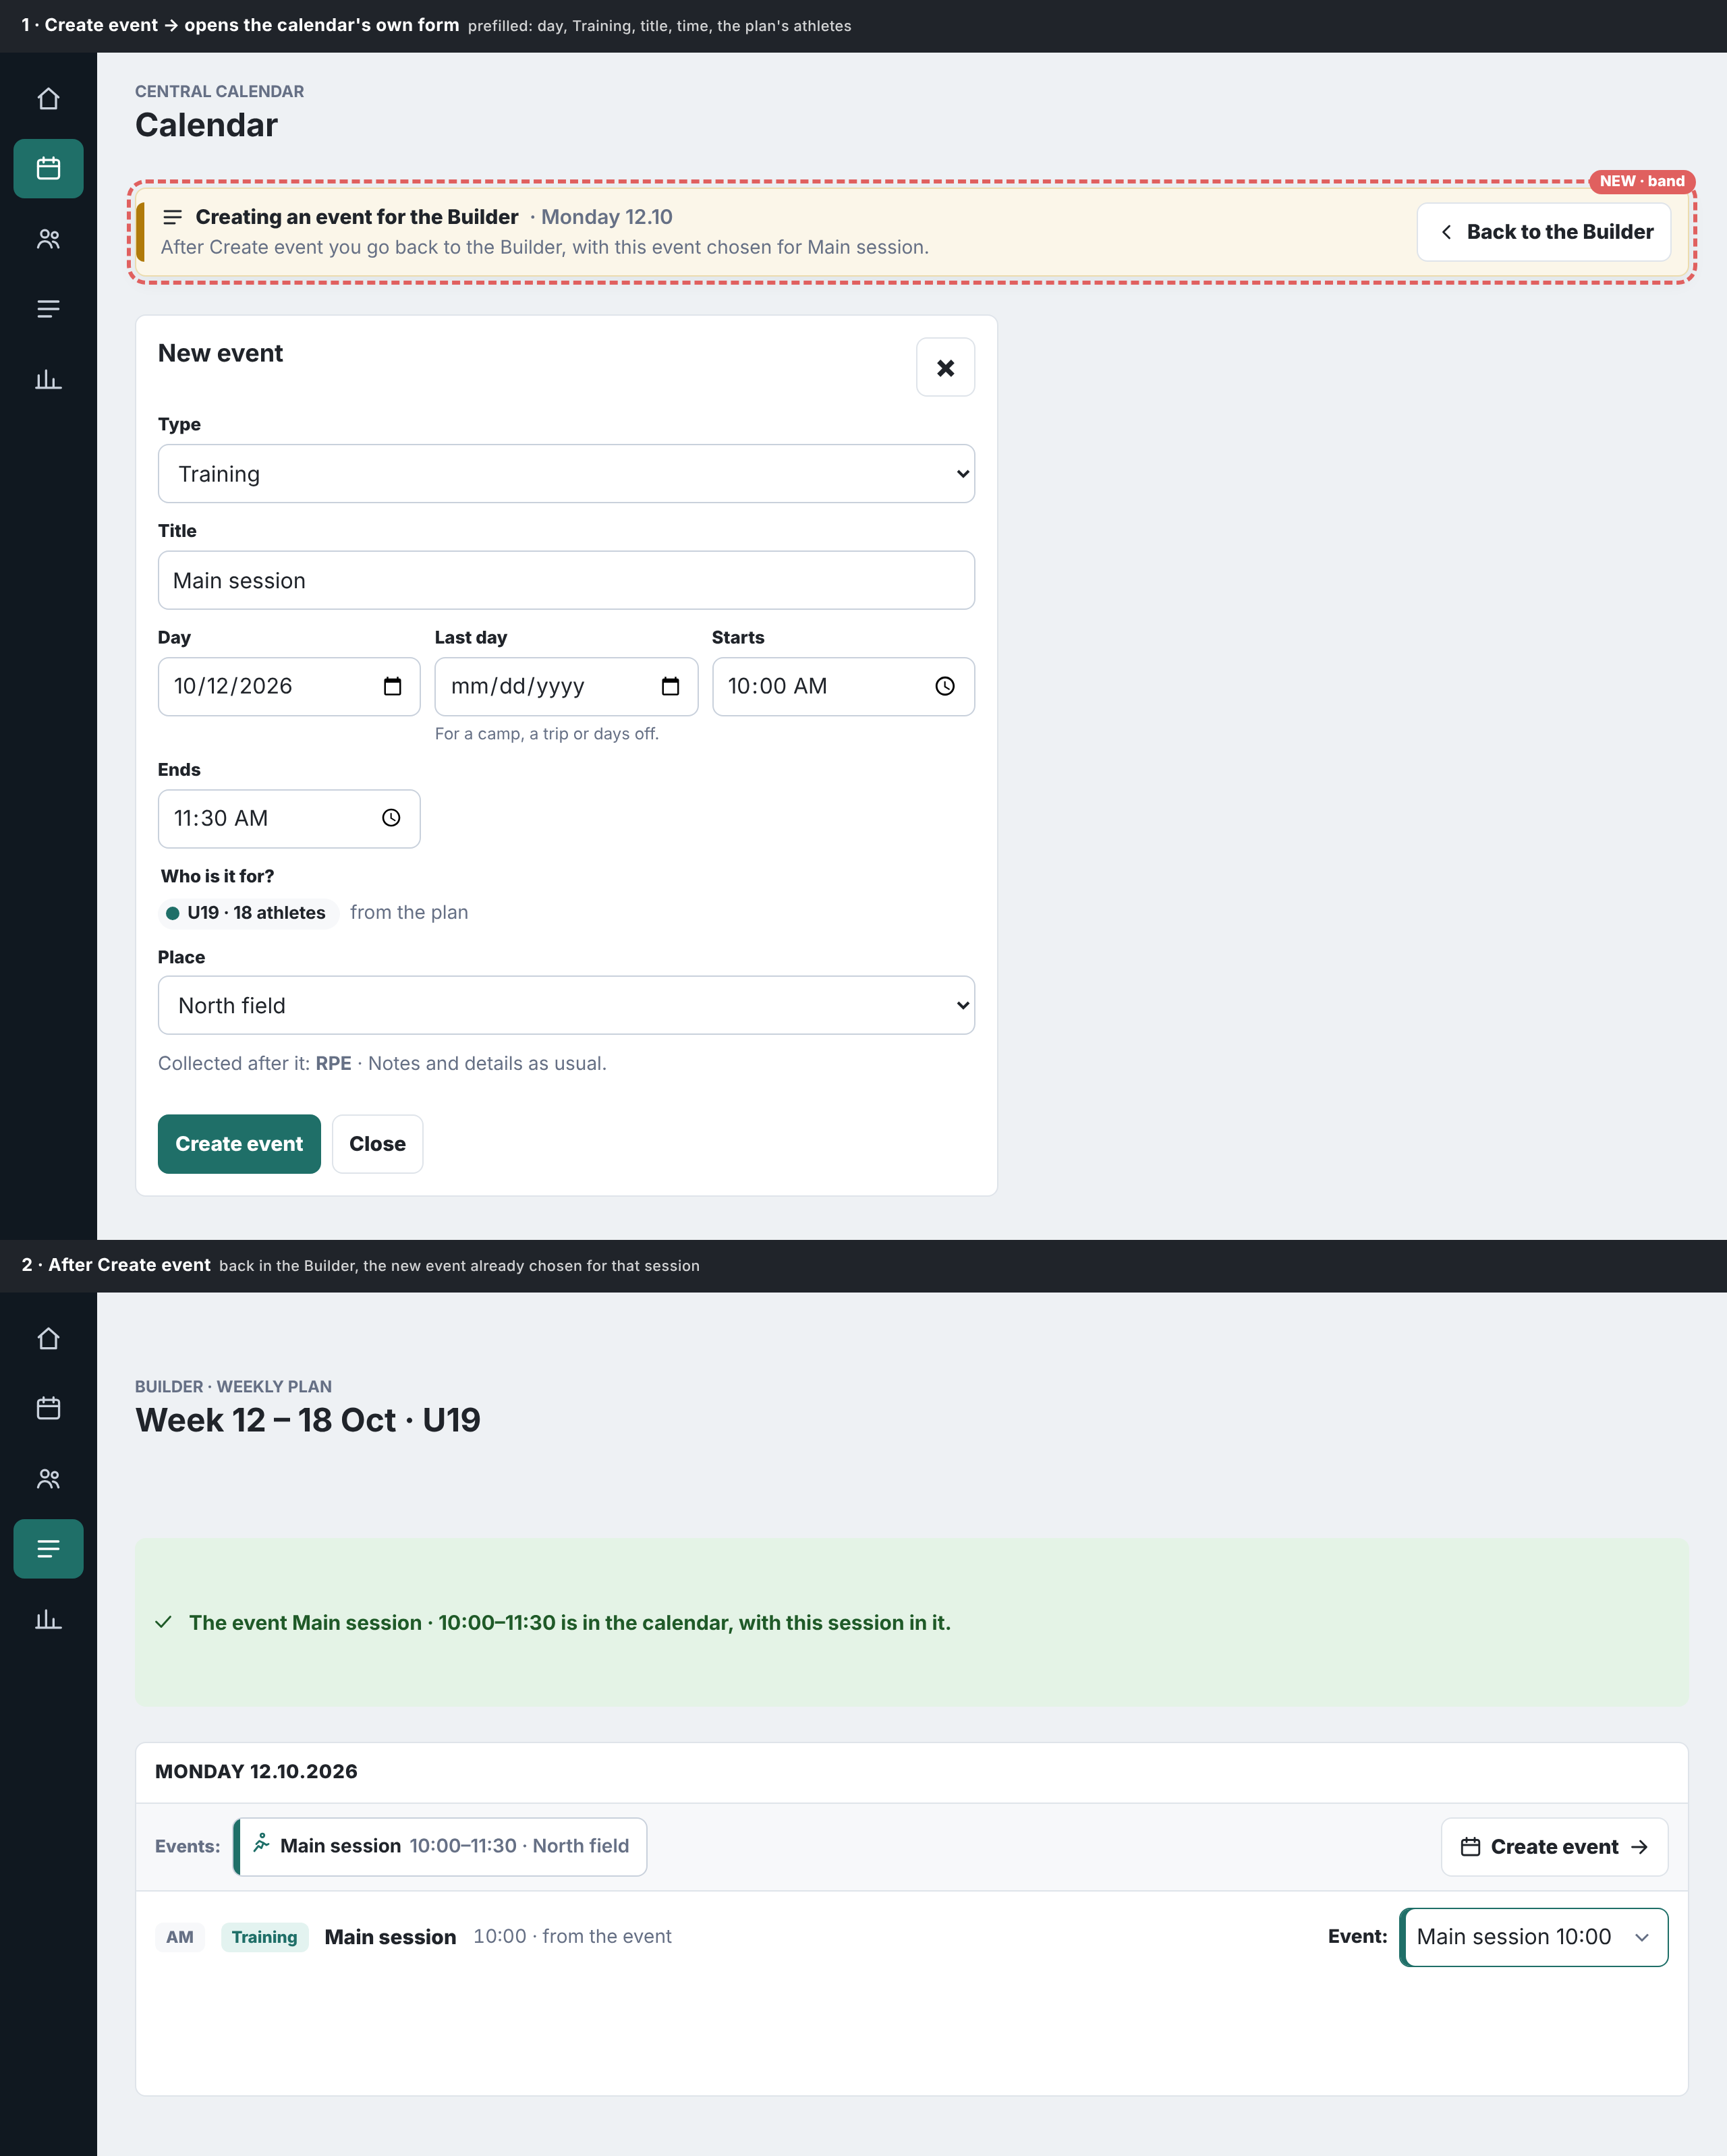 1 · Create event → opens the calendar's own form prefilled: day, Training, title, time, the plan's athletes
CENTRAL CALENDAR
Calendar
NEW · band
Creating an event for the Builder · Monday 12.10
After Create event you go back to the Builder, with this event chosen for Main session.
Back to the Builder
New event
Type
Training
Title
Main session
Day Last day Starts
10/12/2026 mm/dd/yyyy 10:00 AM
For a camp, a trip or days off.
Ends
11:30 AM
Who is it for?
U19 · 18 athletes from the plan
Place
North field
Collected after it: RPE · Notes and details as usual.
Create event Close
2 · After Create event back in the Builder, the new event already chosen for that session
BUILDER · WEEKLY PLAN
Week 12 – 18 Oct · U19
The event Main session · 10:00–11:30 is in the calendar, with this session in it.
MONDAY 12.10.2026
Events: Main session 10:00–11:30 · North field Create event →
AM Training Main session 10:00 · from the event Event: Main session 10:00